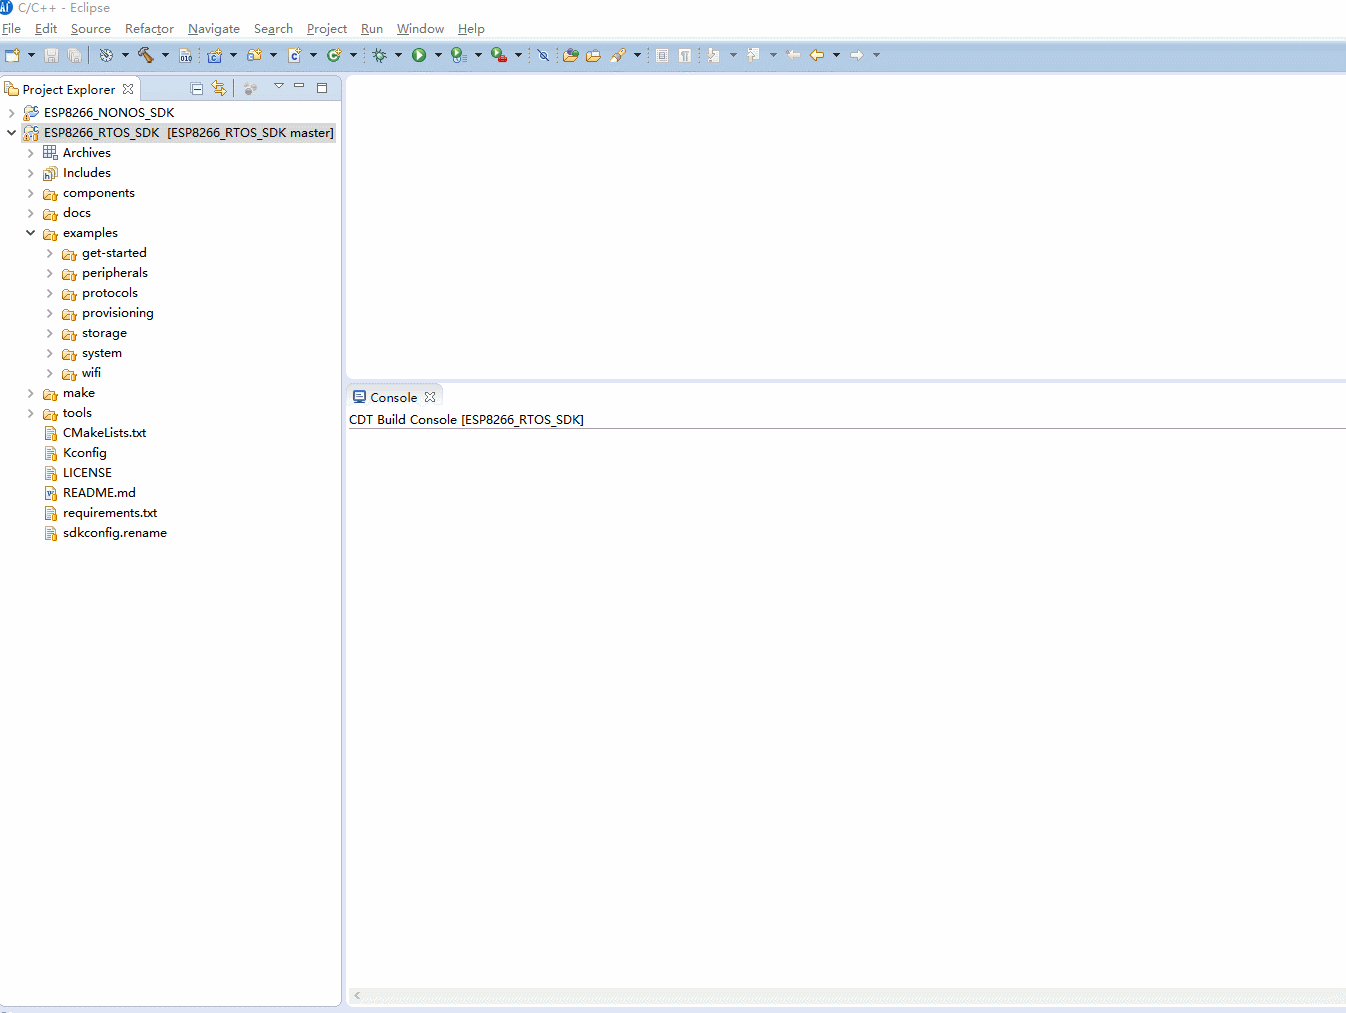 C/C++ - Eclipse
File Edit Source Refactor Navigate Search Project Run Window Help
Project Explorer
ESP8266_NONOS_SDK
ESP8266_RTOS_SDK [ESP8266_RTOS_SDK master]
Archives
Includes
components
docs
examples
get-started
peripherals
protocols
provisioning
storage
system
wifi
make
tools
CMakeLists.txt
Kconfig
LICENSE
README.md
requirements.txt
sdkconfig.rename
Console
CDT Build Console [ESP8266_RTOS_SDK]